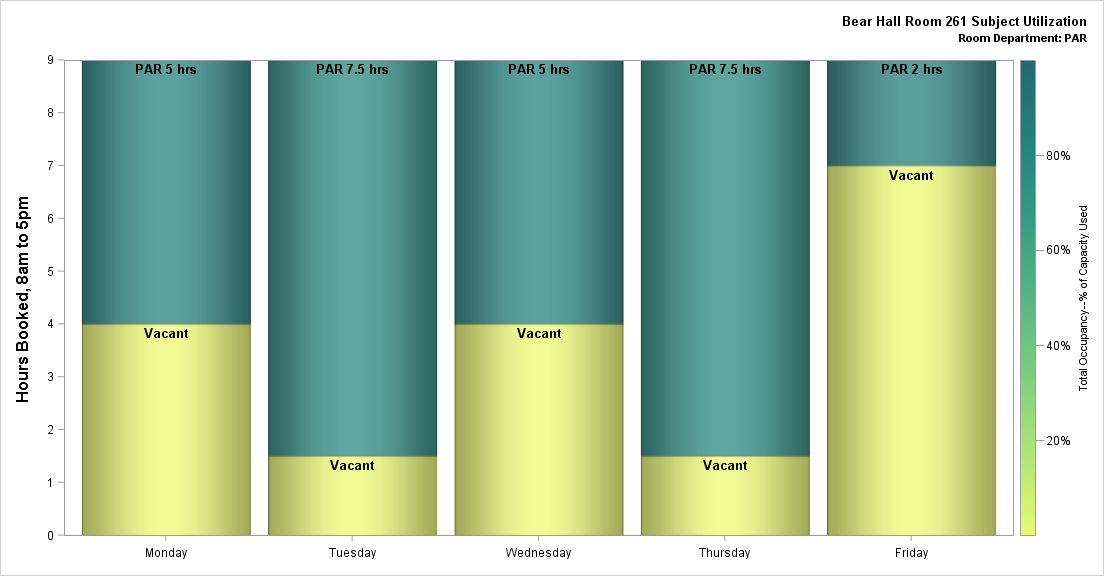 Bear Hall Room 261 Subject Utilization
Room Department: PAR
Hours Booked, 8am to 5pm
9
8
7
6
5
4
3
2
1
0
PAR 5 hrs
PAR 7.5 hrs
PAR 5 hrs
PAR 7.5 hrs
PAR 2 hrs
Vacant
Vacant
Vacant
Vacant
Vacant
Monday
Tuesday
Wednesday
Thursday
Friday
80%
60%
40%
20%
Total Occupancy--% of Capacity Used